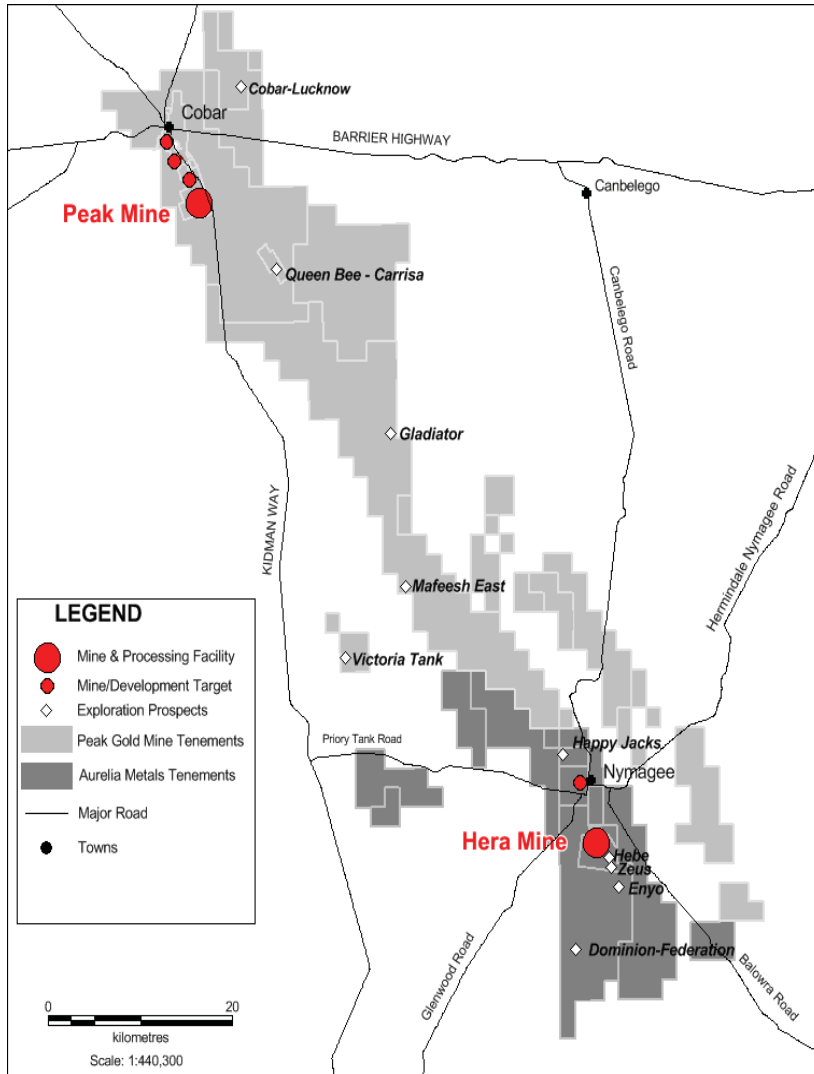 Cobar-Lucknow
Cobar
BARRIER HIGHWAY
Canbelego
Peak Mine
Queen Bee - Carrisa
Canbelego Road
Gladiator
KIDMAN WAY
Hermindale Nymagee Road
Mafeesh East
Victoria Tank
LEGEND
Mine & Processing Facility
Mine/Development Target
Exploration Prospects
Peak Gold Mine Tenements
Aurelia Metals Tenements
Major Road
Towns
Priory Tank Road
Happy Jacks
Nymagee
Hera Mine
Hebe
Zeus
Enyo
Dominion-Federation
Glenwood Road
Balowra Road
0 20
kilometres
Scale: 1:440,300